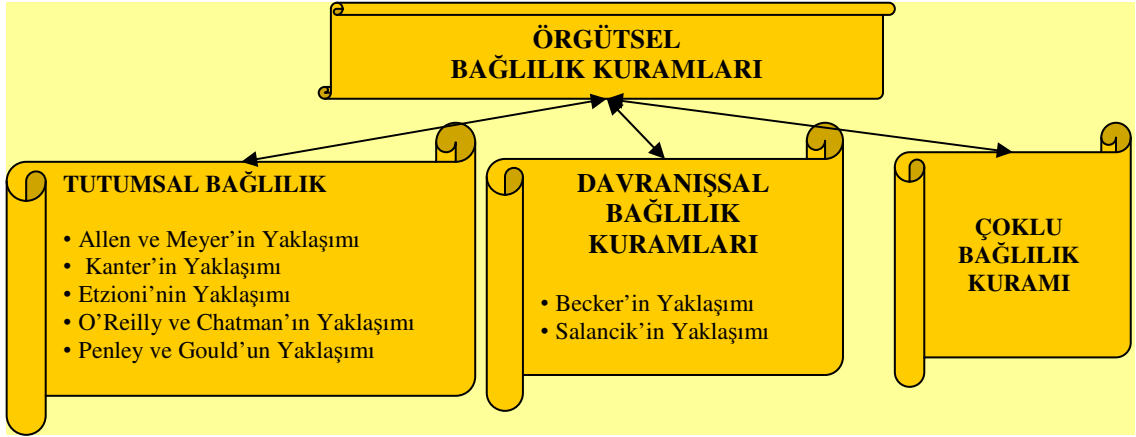 ÖRGÜTSEL
BAĞLILIK KURAMLARI
TUTUMSAL BAĞLILIK
• Allen ve Meyer’in Yaklaşımı
• Kanter’in Yaklaşımı
• Etzioni’nin Yaklaşımı
• O’Reilly ve Chatman’ın Yaklaşımı
• Penley ve Gould’un Yaklaşımı
DAVRANIŞSAL
BAĞLILIK
KURAMLARI
• Becker’in Yaklaşımı
• Salancik’in Yaklaşımı
ÇOKLU
BAĞLILIK
KURAMI